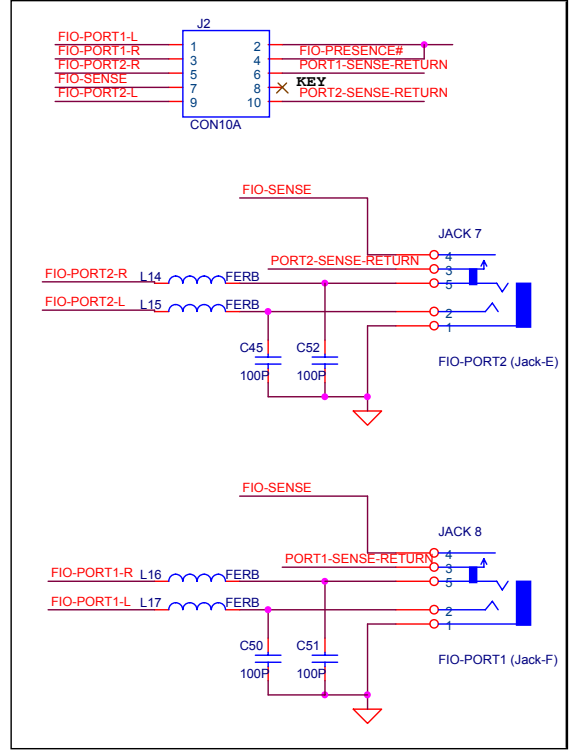 J2
FIO-PORT1-L 1 2
FIO-PORT1-R 3 4 FIO-PRESENCE#
FIO-PORT2-R 5 6 PORT1-SENSE-RETURN
FIO-SENSE 7 8 KEY
FIO-PORT2-L 9 10 PORT2-SENSE-RETURN
CON10A
FIO-SENSE
JACK 7
4
PORT2-SENSE-RETURN 3
FIO-PORT2-R L14 FERB 5
FIO-PORT2-L L15 FERB 2
1
C45 C52
100P 100P
FIO-PORT2 (Jack-E)
FIO-SENSE
JACK 8
4
PORT1-SENSE-RETURN 3
FIO-PORT1-R L16 FERB 5
FIO-PORT1-L L17 FERB 2
1
C50 C51
100P 100P
FIO-PORT1 (Jack-F)